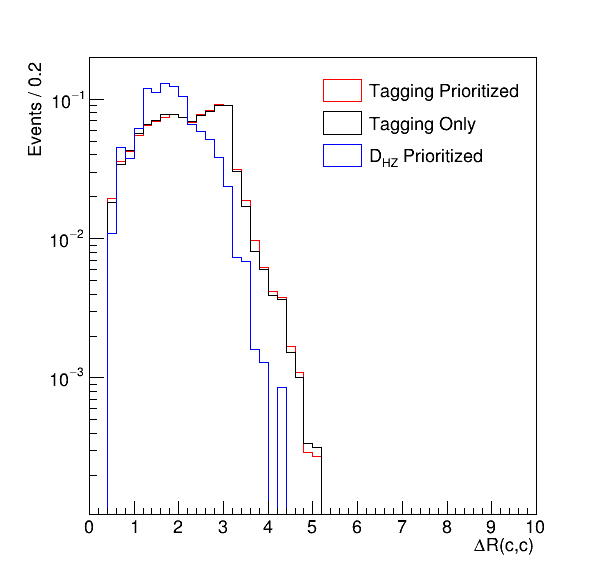 Events / 0.2
10⁻¹
10⁻²
10⁻³
Tagging Prioritized
Tagging Only
D_HZ Prioritized
0 1 2 3 4 5 6 7 8 9 10
ΔR(c,c)